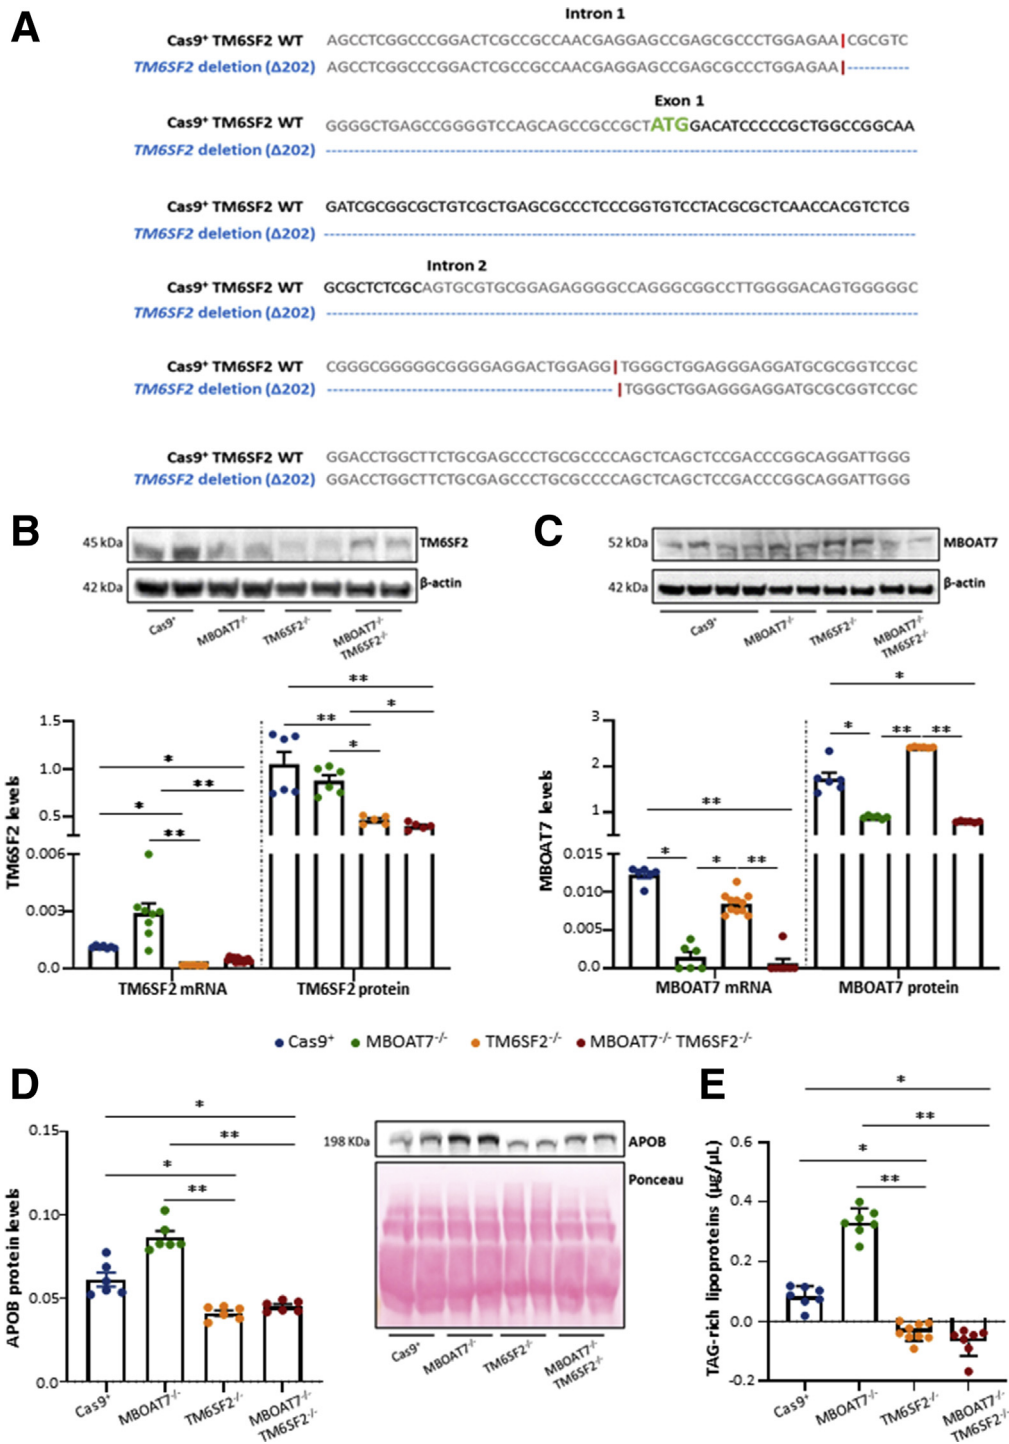 A
Intron 1
Cas9⁺ TM6SF2 WT AGCCTCGGCCCGGACTCGCCGCCAACGAGGAGCCGAGCGCCCTGGAGAA|CGCGTC
TM6SF2 deletion (Δ202) AGCCTCGGCCCGGACTCGCCGCCAACGAGGAGCCGAGCGCCCTGGAGAA|-----------
Exon 1
Cas9⁺ TM6SF2 WT GGGGCTGAGCCGGGGTCCAGCAGCCGCCGCTATGGACATCCCCCGCTGGCCGGCAA
TM6SF2 deletion (Δ202)
Cas9⁺ TM6SF2 WT GATCGCGGCGCTGTCGCTGAGCGCCCTCCCGGTGTCCTACGCGCTCAACCACGTCTCG
TM6SF2 deletion (Δ202)
Intron 2
Cas9⁺ TM6SF2 WT GCGCTCTCGCAGTGCGTGCGGAGAGGGGCCAGGGCGGCCTTGGGGACAGTGGGGGC
TM6SF2 deletion (Δ202)
Cas9⁺ TM6SF2 WT CGGGCGGGGGCGGGGAGGACTGGAGG|TGGGCTGGAGGGAGGATGCGCGGTCCGC
TM6SF2 deletion (Δ202) |TGGGCTGGAGGGAGGATGCGCGGTCCGC
Cas9⁺ TM6SF2 WT GGACCTGGCTTCTGCGAGCCCTGCGCCCCAGCTCAGCTCCGACCCGGCAGGATTGGG
TM6SF2 deletion (Δ202) GGACCTGGCTTCTGCGAGCCCTGCGCCCCAGCTCAGCTCCGACCCGGCAGGATTGGG
B
45 kDa TM6SF2
42 kDa β-actin
Cas9⁺ MBOAT7⁻/⁻ TM6SF2⁻/⁻ MBOAT7⁻/⁻ TM6SF2⁻/⁻
** 
*
**
*
*
**
*
**
TM6SF2 levels
1.5
1.0
0.5
0.006
0.003
0.0
TM6SF2 mRNA TM6SF2 protein
C
52 kDa MBOAT7
42 kDa β-actin
Cas9⁺ MBOAT7⁻/⁻ TM6SF2⁻/⁻ MBOAT7⁻/⁻ TM6SF2⁻/⁻
*
* ** **
**
* * **
MBOAT7 levels
3
2
1
0.015
0.010
0.005
0.0
MBOAT7 mRNA MBOAT7 protein
Cas9⁺ MBOAT7⁻/⁻ TM6SF2⁻/⁻ MBOAT7⁻/⁻ TM6SF2⁻/⁻
D
*
**
*
**
APOB protein levels
0.15
0.10
0.05
0.0
Cas9⁺ MBOAT7⁻/⁻ TM6SF2⁻/⁻ MBOAT7⁻/⁻ TM6SF2⁻/⁻
198 KDa APOB
Ponceau
Cas9⁺ MBOAT7⁻/⁻ TM6SF2⁻/⁻ MBOAT7⁻/⁻ TM6SF2⁻/⁻
E
*
**
*
**
TAG-rich lipoproteins (µg/µL)
0.6
0.4
0.2
0.0
-0.2
Cas9⁺ MBOAT7⁻/⁻ TM6SF2⁻/⁻ MBOAT7⁻/⁻ TM6SF2⁻/⁻